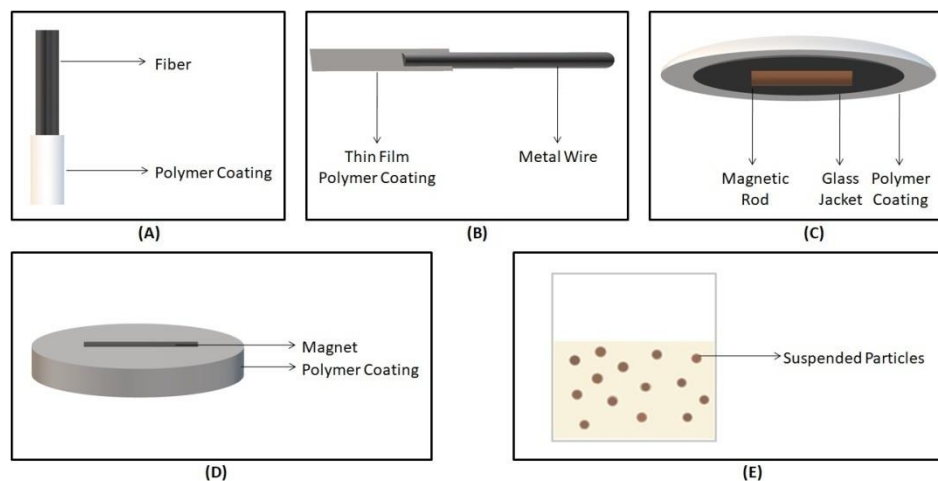 Fiber
Polymer Coating
(A)
Thin Film
Polymer Coating
Metal Wire
(B)
Magnetic
Rod
Glass
Jacket
Polymer
Coating
(C)
Magnet
Polymer Coating
(D)
Suspended Particles
(E)